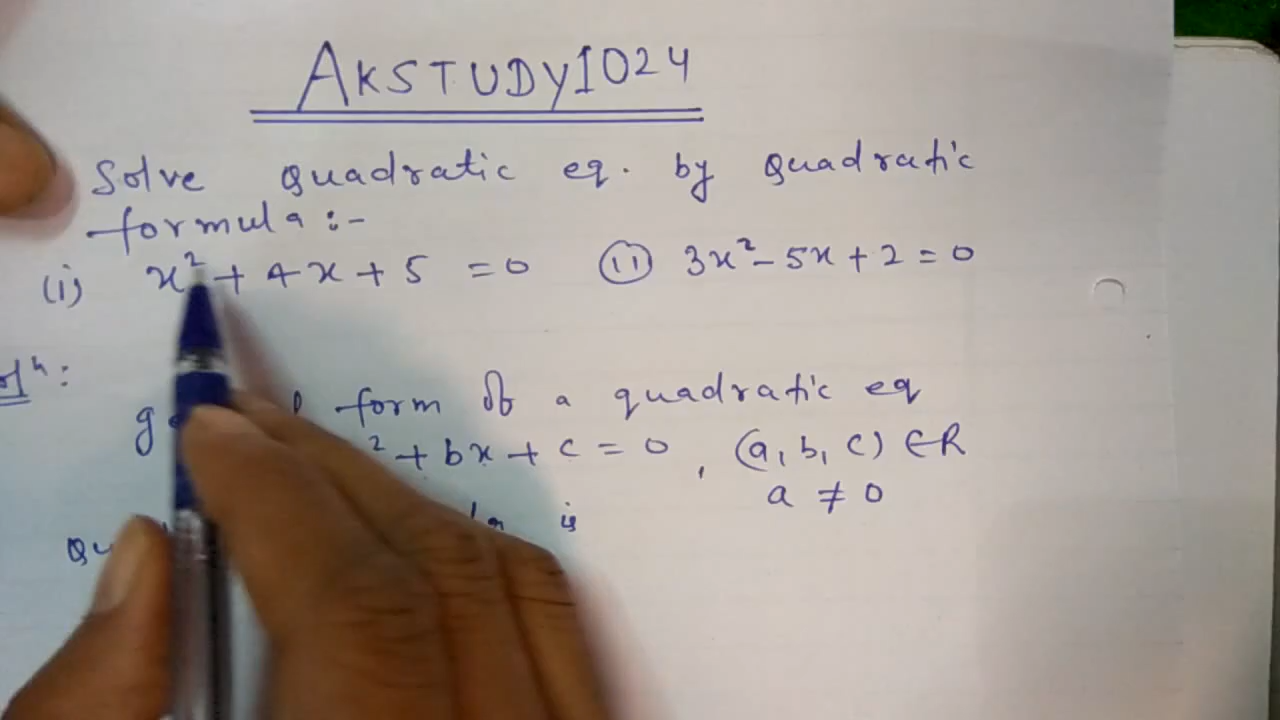 AKSTUDY1024
Solve quadratic eq. by quadratic
formula :-
(i) x² + 4x + 5 = 0 (ii) 3x² - 5x + 2 = 0
form of a quadratic eq
² + bx + c = 0 , (a, b, c) ∈ R
a ≠ 0
is